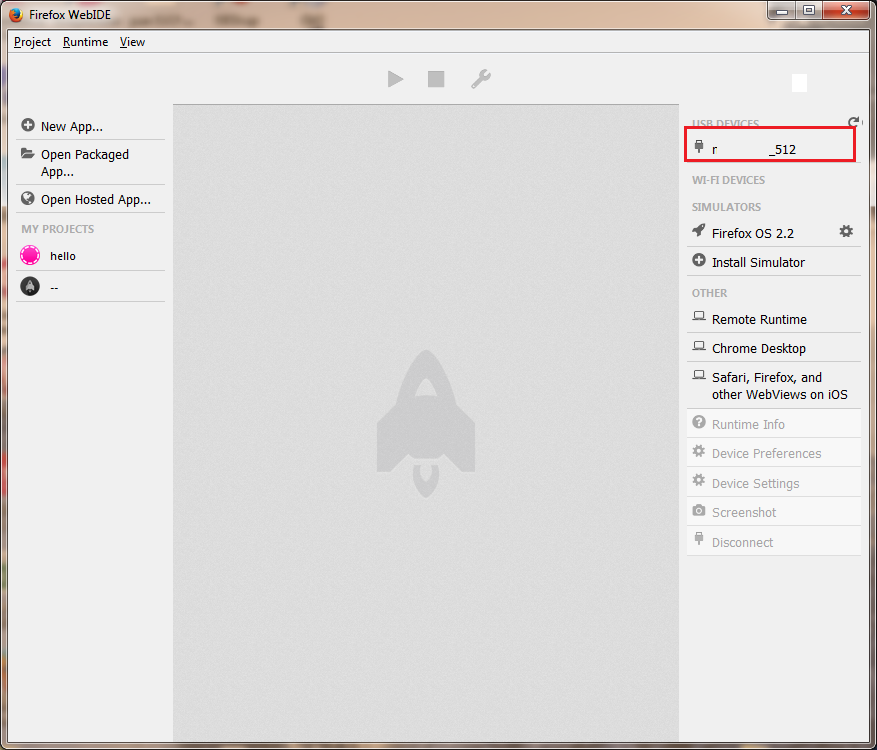 Firefox WebIDE
Project Runtime View
New App...
Open Packaged
App...
Open Hosted App...
MY PROJECTS
hello
--
USB DEVICES
r _512
WI-FI DEVICES
SIMULATORS
Firefox OS 2.2
Install Simulator
OTHER
Remote Runtime
Chrome Desktop
Safari, Firefox, and
other WebViews on iOS
Runtime Info
Device Preferences
Device Settings
Screenshot
Disconnect